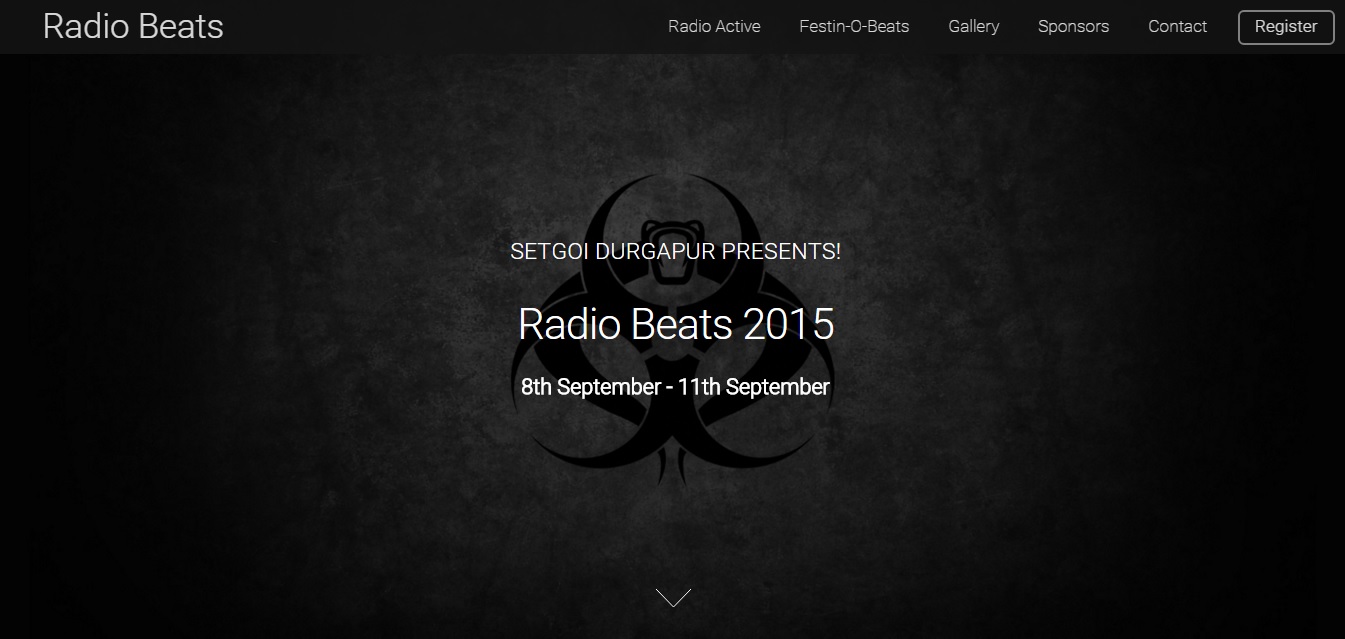 Radio Beats
Radio Active
Festin-O-Beats
Gallery
Sponsors
Contact
Register
SETGOI DURGAPUR PRESENTS!
Radio Beats 2015
8th September - 11th September